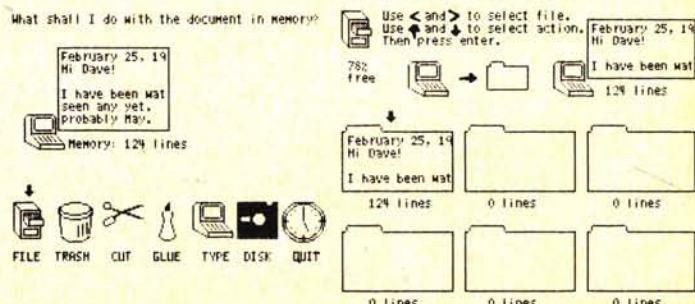 What shall I do with the document in memory?
February 25, 19
Hi Dave!
I have been wat
seen any yet.
probably May.
Memory: 124 lines
FILE TRASH CUT GLUE TYPE DISK QUIT
Use < and > to select file.
Use ↑ and ↓ to select action.
Then press enter.
78% free
February 25, 19
Hi Dave!
I have been wat
124 lines
February 25, 19
Hi Dave!
I have been wat
124 lines
0 lines
0 lines
0 lines
0 lines
0 lines